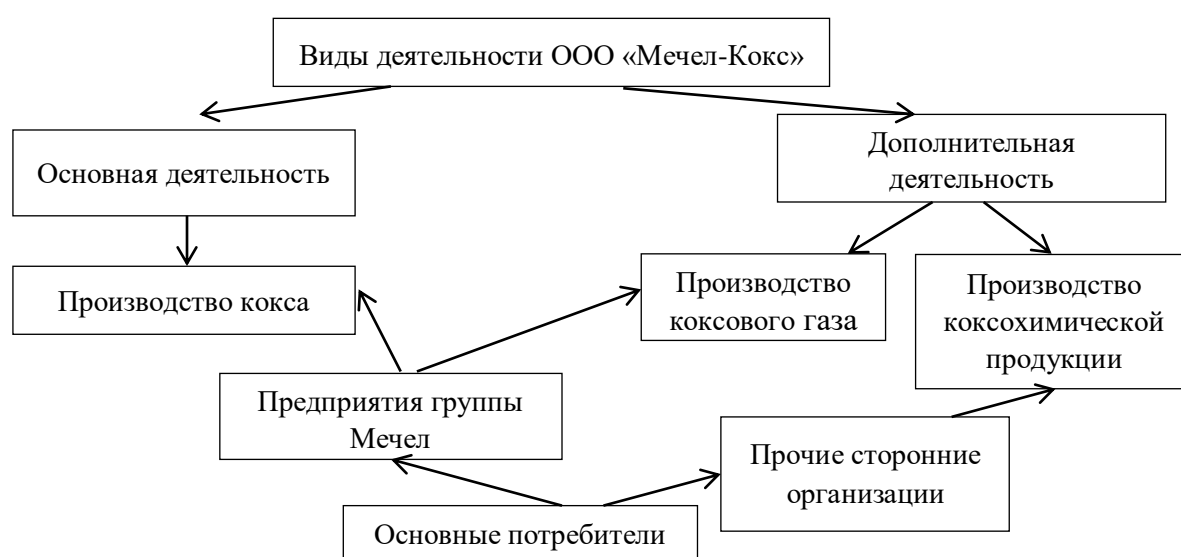 Виды деятельности ООО «Мечел-Кокс»
Основная деятельность
Дополнительная
деятельность
Производство кокса
Производство
коксового газа
Производство
коксохимической
продукции
Предприятия группы
Мечел
Прочие сторонние
организации
Основные потребители